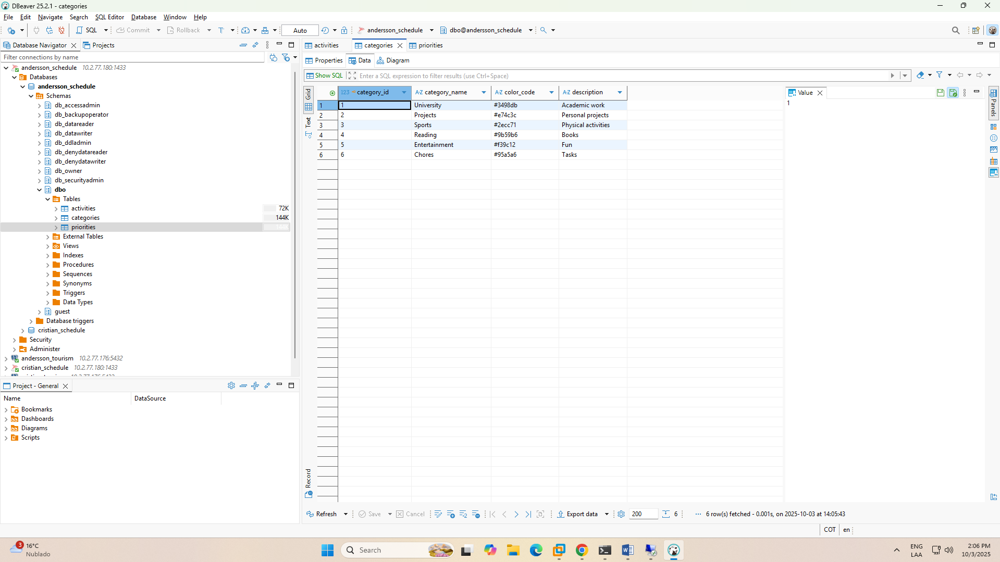 DBeaver 25.2.1 - categories
File Edit Navigate Search SQL Editor Database Window Help
SQL Commit Rollback T Auto andersson_schedule dbo@andersson_schedule
Database Navigator Projects
Filter connections by name
andersson_schedule 10.2.77.180:1433
Databases
andersson_schedule
Schemas
db_accessadmin
db_backupoperator
db_datareader
db_datawriter
db_ddladmin
db_denydatareader
db_denydatawriter
db_owner
db_securityadmin
dbo
Tables
activities 72K
categories 144K
priorities 144K
External Tables
Views
Indexes
Procedures
Sequences
Synonyms
Triggers
Data Types
guest
Database triggers
cristian_schedule
Security
Administer
andersson_tourism 10.2.77.176:5432
cristian_schedule 10.2.77.180:1433
Project - General
Name DataSource
Bookmarks
Dashboards
Diagrams
Scripts
activities categories priorities
Properties Data Diagram
Show SQL Enter a SQL expression to filter results (use Ctrl+Space)
Grid
Text
Record
123 category_id A-Z category_name A-Z color_code A-Z description
1 1 University #3498db Academic work
2 2 Projects #e74c3c Personal projects
3 3 Sports #2ecc71 Physical activities
4 4 Reading #9b59b6 Books
5 5 Entertainment #f39c12 Fun
6 6 Chores #95a5a6 Tasks
Value
1
Panels
Refresh Save Cancel Export data 200 6 6 row(s) fetched - 0.001s, on 2025-10-03 at 14:05:43
COT en
3 16°C
Nublado
Search
ENG
LAA
2:06 PM
10/3/2025